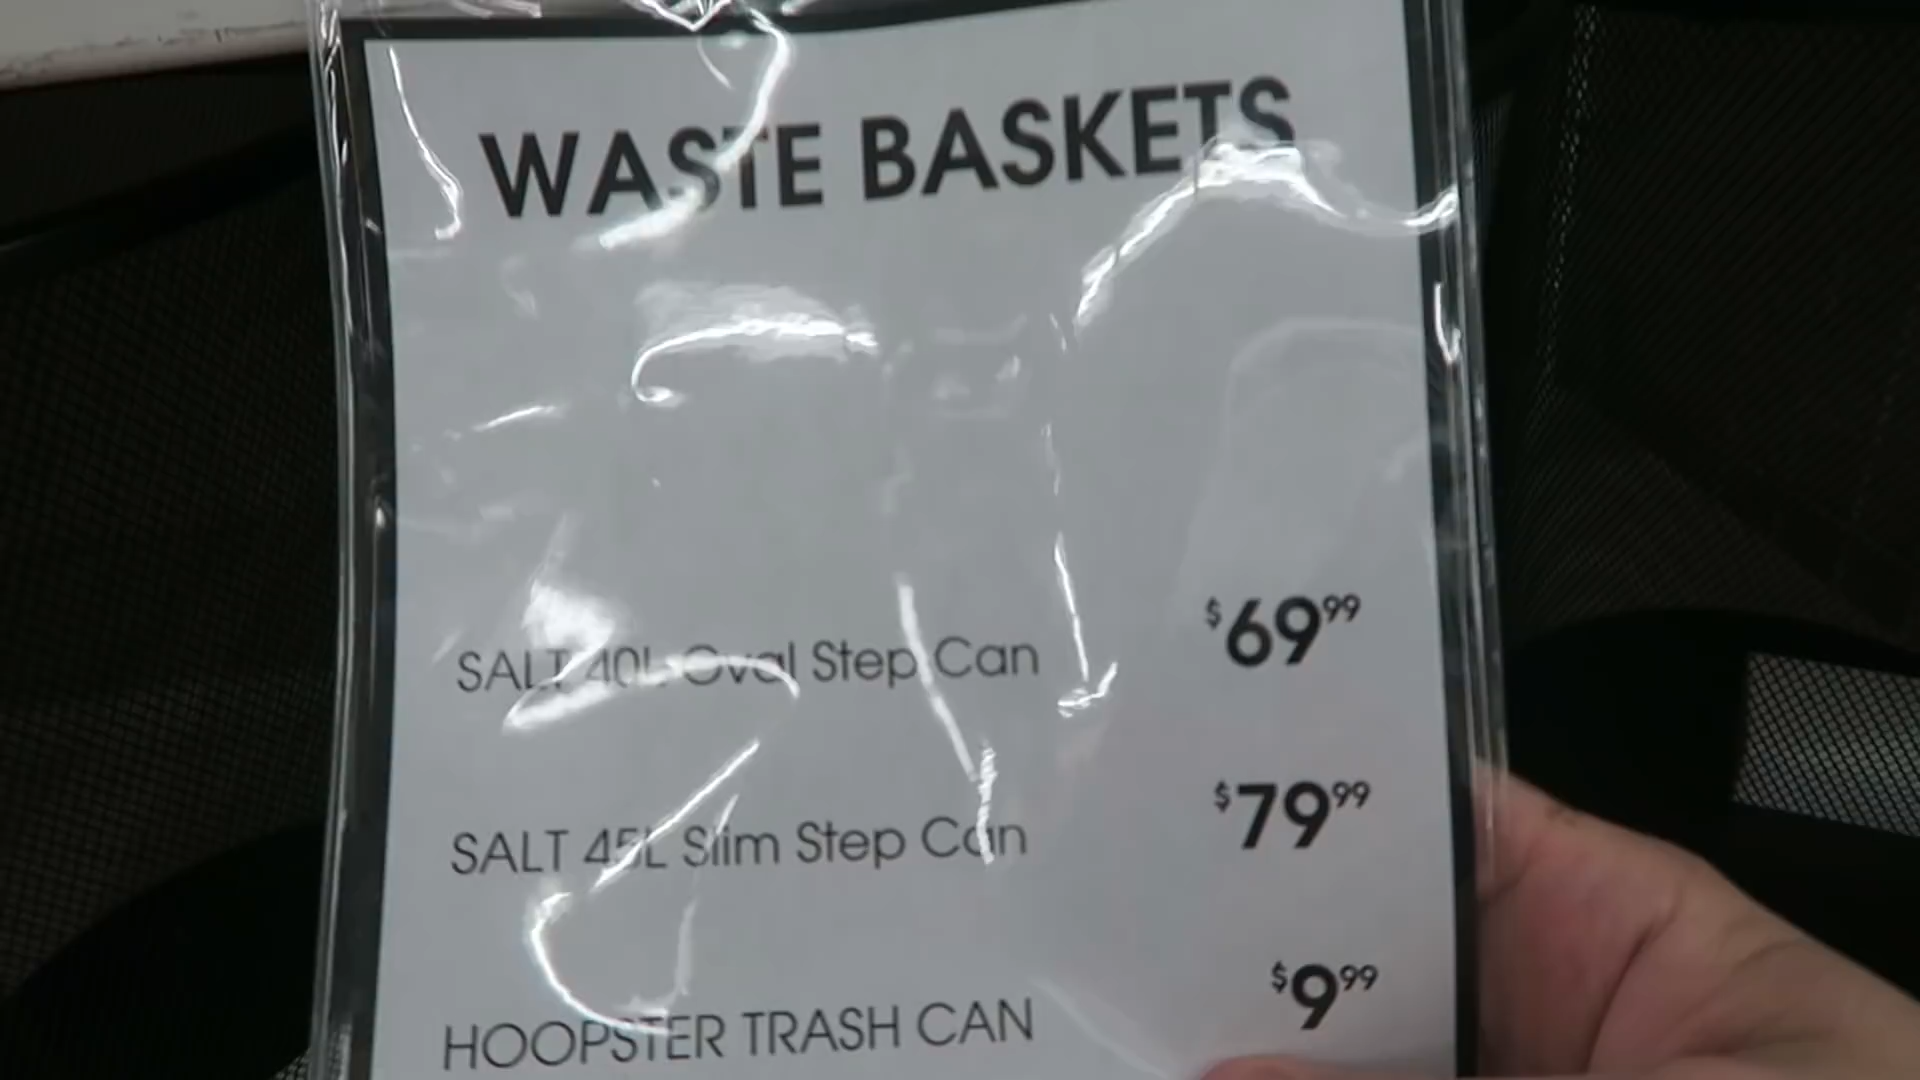 WASTE BASKETS
SALT 40L Oval Step Can $69.99
SALT 45L Slim Step Can $79.99
HOOPSTER TRASH CAN $9.99